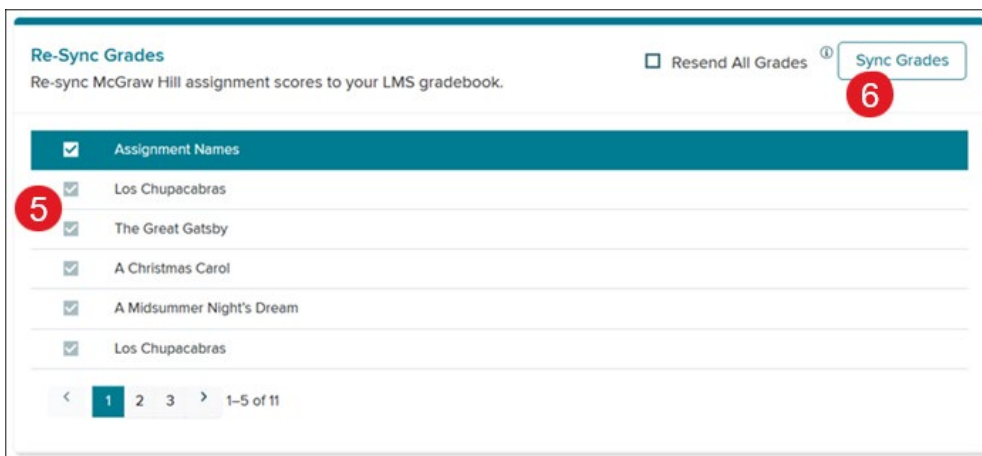 Re-Sync Grades
Re-sync McGraw Hill assignment scores to your LMS gradebook.
Resend All Grades
Sync Grades
6
Assignment Names
Los Chupacabras
5
The Great Gatsby
A Christmas Carol
A Midsummer Night's Dream
Los Chupacabras
< 1 2 3 > 1–5 of 11